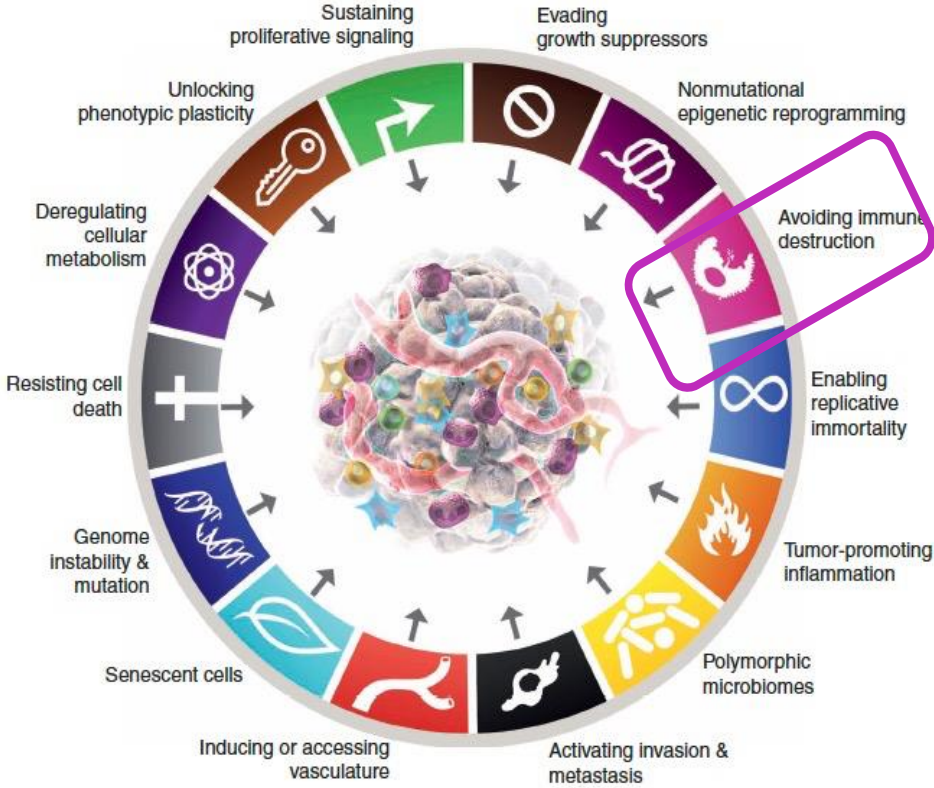 Sustaining
proliferative signaling
Evading
growth suppressors
Nonmutational
epigenetic reprogramming
Avoiding immune
destruction
Enabling
replicative
immortality
Tumor-promoting
inflammation
Polymorphic
microbiomes
Activating invasion &
metastasis
Inducing or accessing
vasculature
Senescent cells
Genome
instability &
mutation
Resisting cell
death
Deregulating
cellular
metabolism
Unlocking
phenotypic plasticity